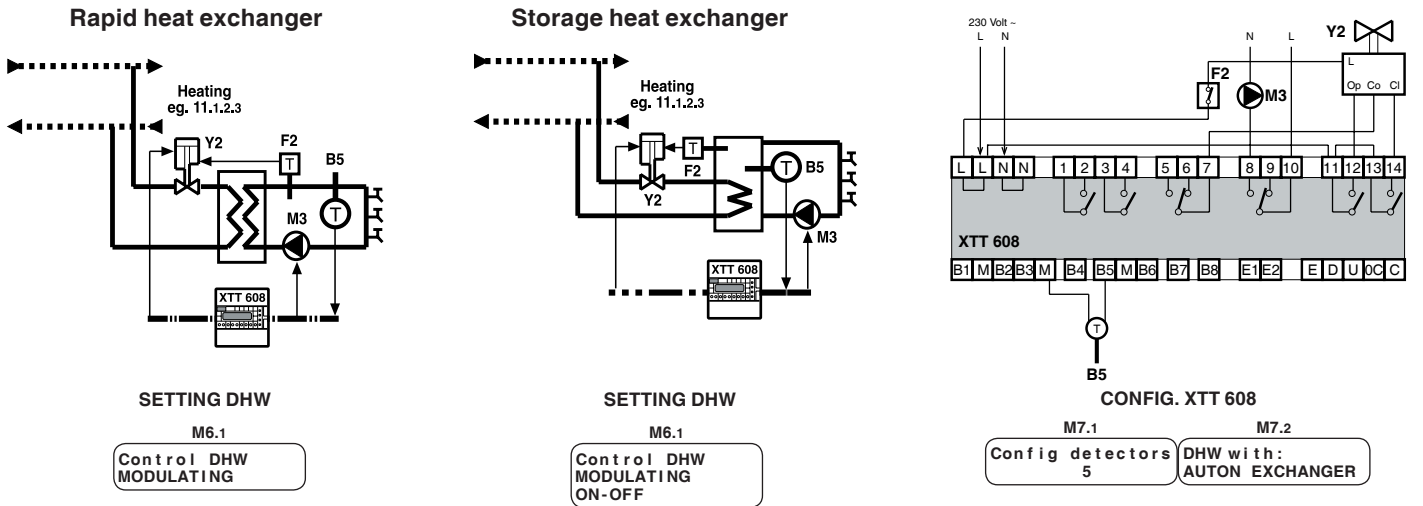 Rapid heat exchanger
Heating
eg. 11.1.2.3
Y2
F2
T
B5
T
M3
XTT 608
SETTING DHW
M6.1
Control DHW
MODULATING
Storage heat exchanger
Heating
eg. 11.1.2.3
T
F2
T
B5
Y2
M3
XTT 608
SETTING DHW
M6.1
Control DHW
MODULATING
ON-OFF
230 Volt ~
L N N L
Y2
F2
M3
L
Op Co Cl
L L N N 1 2 3 4 5 6 7 8 9 10 11 12 13 14
XTT 608
B1 M B2 B3 M B4 B5 M B6 B7 B8 E1 E2 E D U 0C C
T
B5
CONFIG. XTT 608
M7.1
Config detectors
5
M7.2
DHW with:
AUTON EXCHANGER